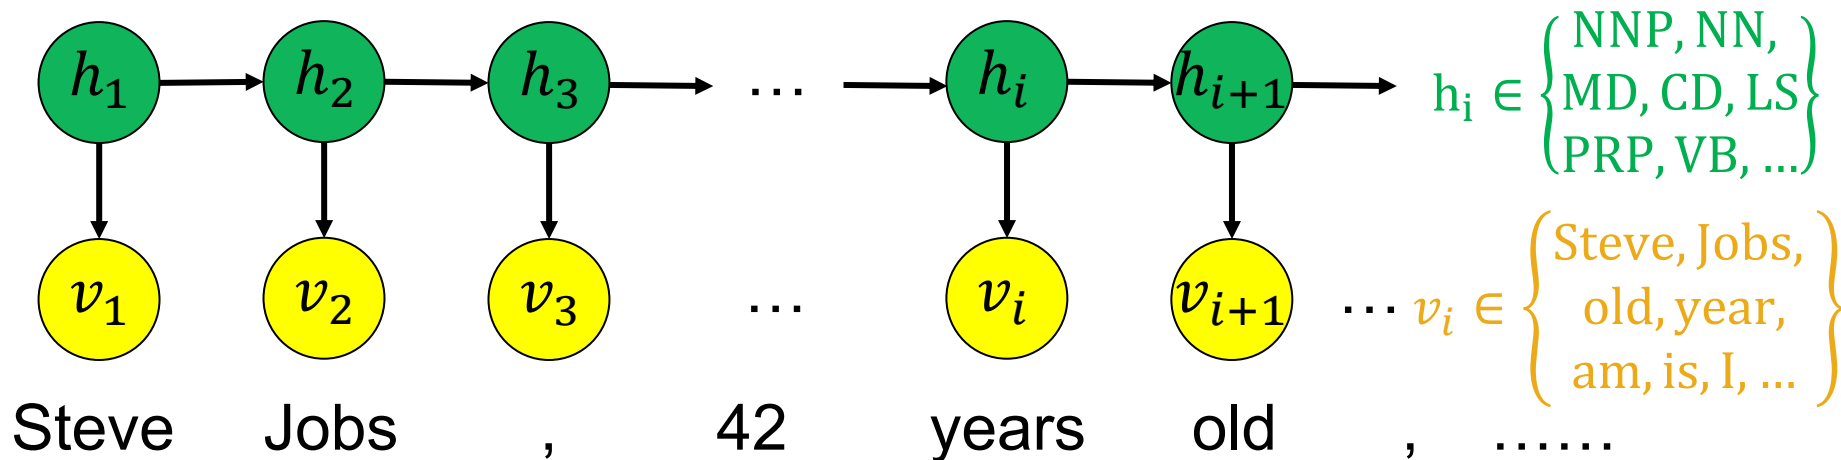 h₁ h₂ h₃ ... hᵢ hᵢ₊₁ hᵢ ∈ {NNP, NN,
MD, CD, LS
PRP, VB, ...}
v₁ v₂ v₃ ... vᵢ vᵢ₊₁ ... vᵢ ∈ {Steve, Jobs,
old, year,
am, is, I, ...}
Steve Jobs , 42 years old , ......